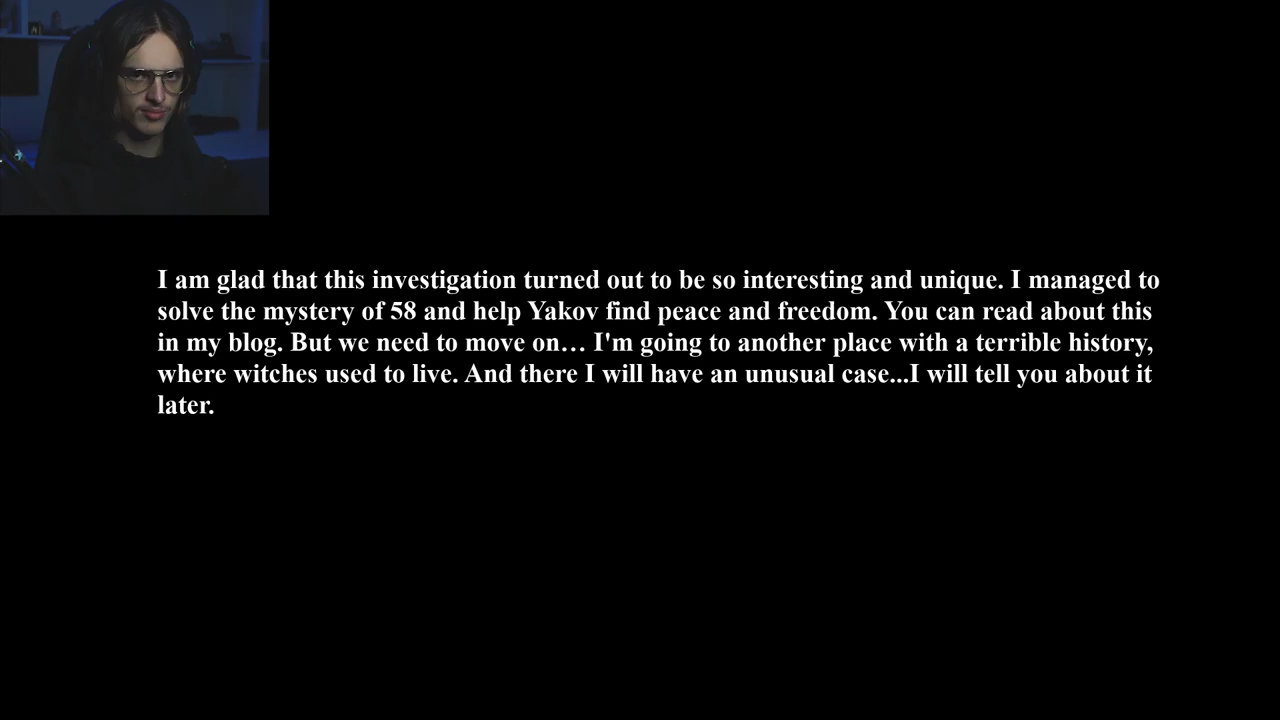 I am glad that this investigation turned out to be so interesting and unique. I managed to
solve the mystery of 58 and help Yakov find peace and freedom. You can read about this
in my blog. But we need to move on… I'm going to another place with a terrible history,
where witches used to live. And there I will have an unusual case...I will tell you about it
later.